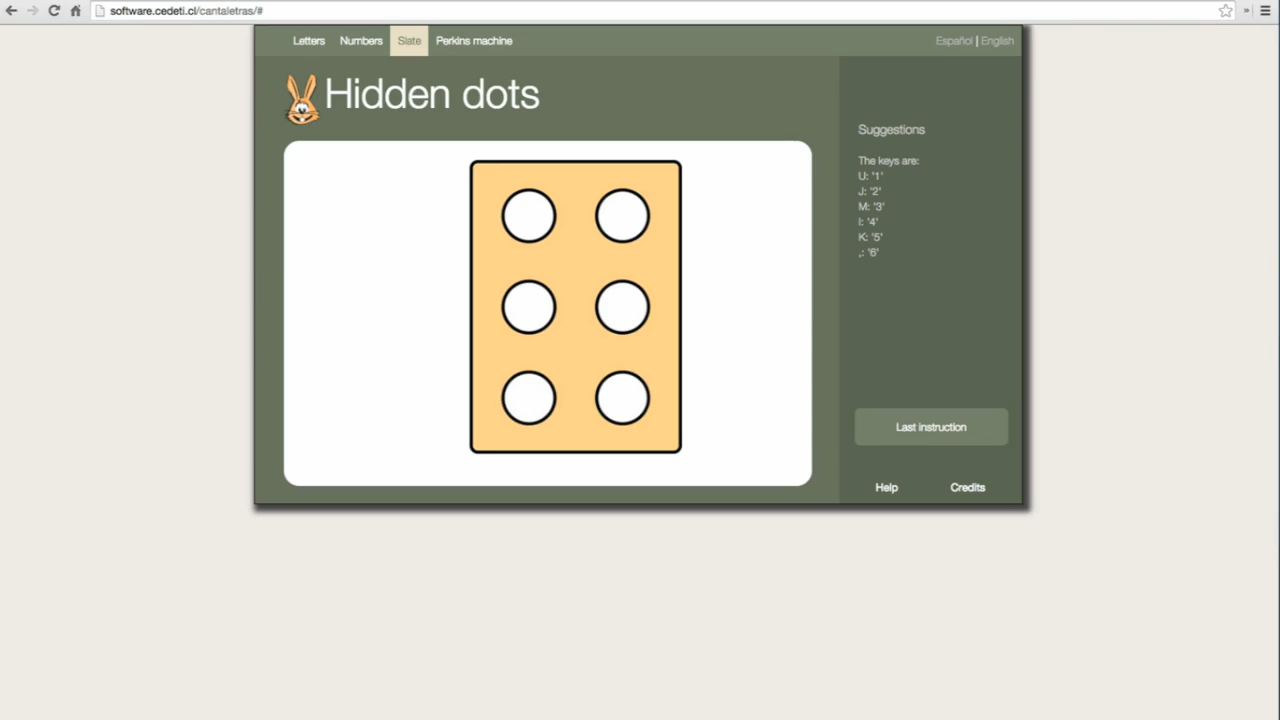 software.cedeti.cl/cantaletras/#
Letters Numbers Slate Perkins machine Español | English
Hidden dots
Suggestions
The keys are:
U: '1'
J: '2'
M: '3'
I: '4'
K: '5'
,: '6'
Last instruction
Help Credits